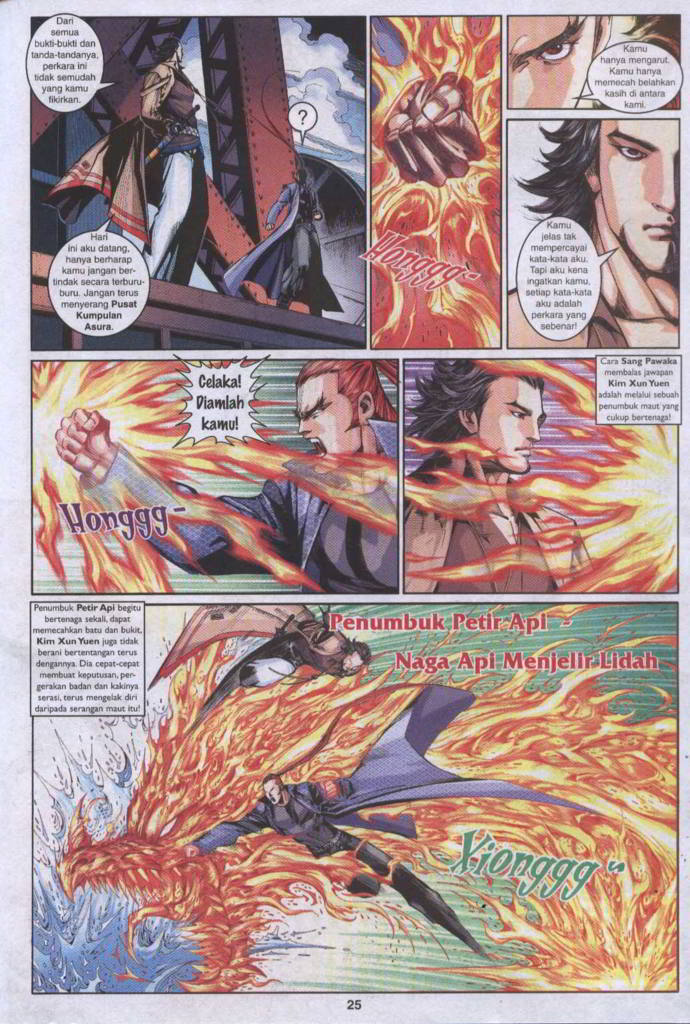 Dari
semua
bukti-bukti dan
tanda-tandanya,
perkara ini
tidak semudah
yang kamu
fikirkan.
?
Hari
ini aku datang,
hanya berharap
kamu jangan ber-
tindak secara terburu-
buru. Jangan terus
menyerang Pusat
Kumpulan
Asura.
Honggg-
Kamu
hanya mengarut.
Kamu hanya
memecah belahkan
kasih di antara
kami.
Kamu
jelas tak
mempercayai
kata-kata aku.
Tapi aku kena
ingatkan kamu,
setiap kata-kata
aku adalah
perkara yang
sebenar!
Celaka!
Diamlah
kamu!
Honggg-
Cara Sang Pawaka
membalas jawapan
Kim Xun Yuen
adalah melalui sebuah
penumbuk maut yang
cukup bertenaga!
Penumbuk Petir Api begitu
bertenaga sekali, dapat
memecahkan batu dan bukit,
Kim Xun Yuen juga tidak
berani bertentangan terus
dengannya. Dia cepat-cepat
membuat keputusan, per-
gerakan badan dan kakinya
serasi, terus mengelak diri
daripada serangan maut itu!
Penumbuk Petir Api -
Naga Api Menjelir Lidah
Xionggg-
25